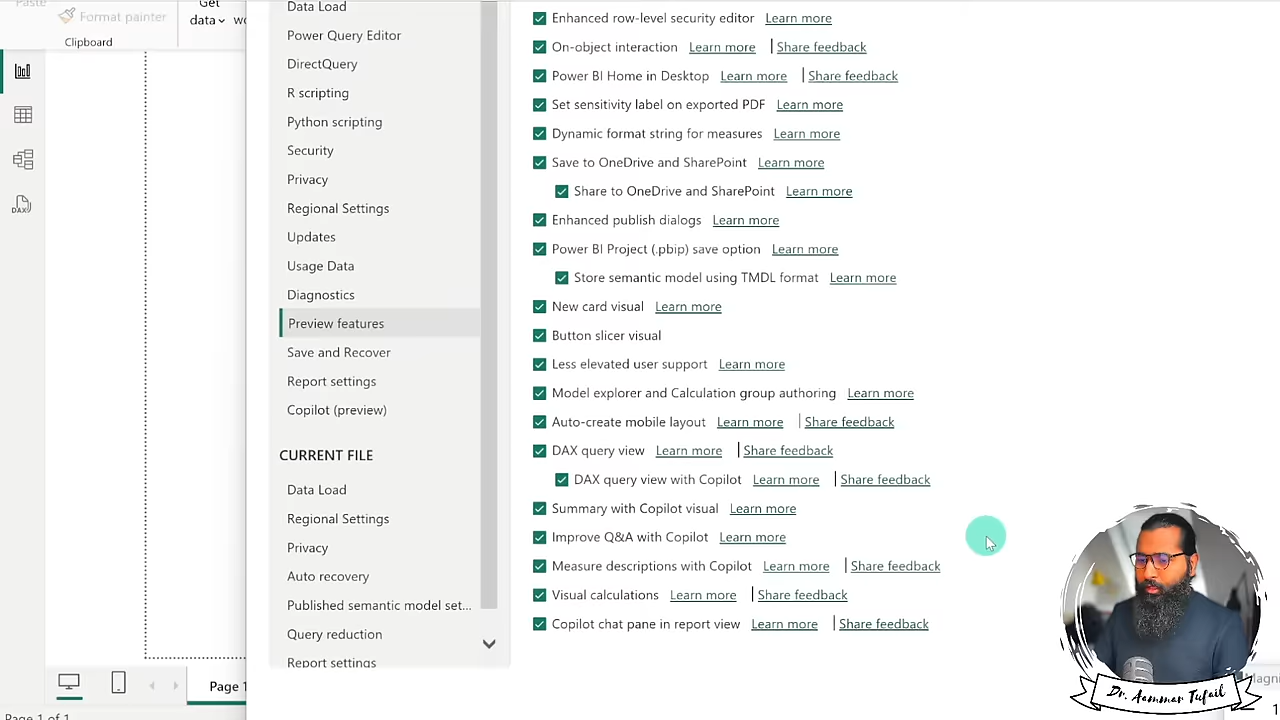 Paste
Format painter
Clipboard
Get
data
Data Load
Power Query Editor
DirectQuery
R scripting
Python scripting
Security
Privacy
Regional Settings
Updates
Usage Data
Diagnostics
Preview features
Save and Recover
Report settings
Copilot (preview)
CURRENT FILE
Data Load
Regional Settings
Privacy
Auto recovery
Published semantic model set...
Query reduction
Report settings
Enhanced row-level security editor Learn more
On-object interaction Learn more | Share feedback
Power BI Home in Desktop Learn more | Share feedback
Set sensitivity label on exported PDF Learn more
Dynamic format string for measures Learn more
Save to OneDrive and SharePoint Learn more
Share to OneDrive and SharePoint Learn more
Enhanced publish dialogs Learn more
Power BI Project (.pbip) save option Learn more
Store semantic model using TMDL format Learn more
New card visual Learn more
Button slicer visual
Less elevated user support Learn more
Model explorer and Calculation group authoring Learn more
Auto-create mobile layout Learn more | Share feedback
DAX query view Learn more | Share feedback
DAX query view with Copilot Learn more | Share feedback
Summary with Copilot visual Learn more
Improve Q&A with Copilot Learn more
Measure descriptions with Copilot Learn more | Share feedback
Visual calculations Learn more | Share feedback
Copilot chat pane in report view Learn more | Share feedback
DAX
Page 1
Page 1 of 1
Dr. Aammar Tufail